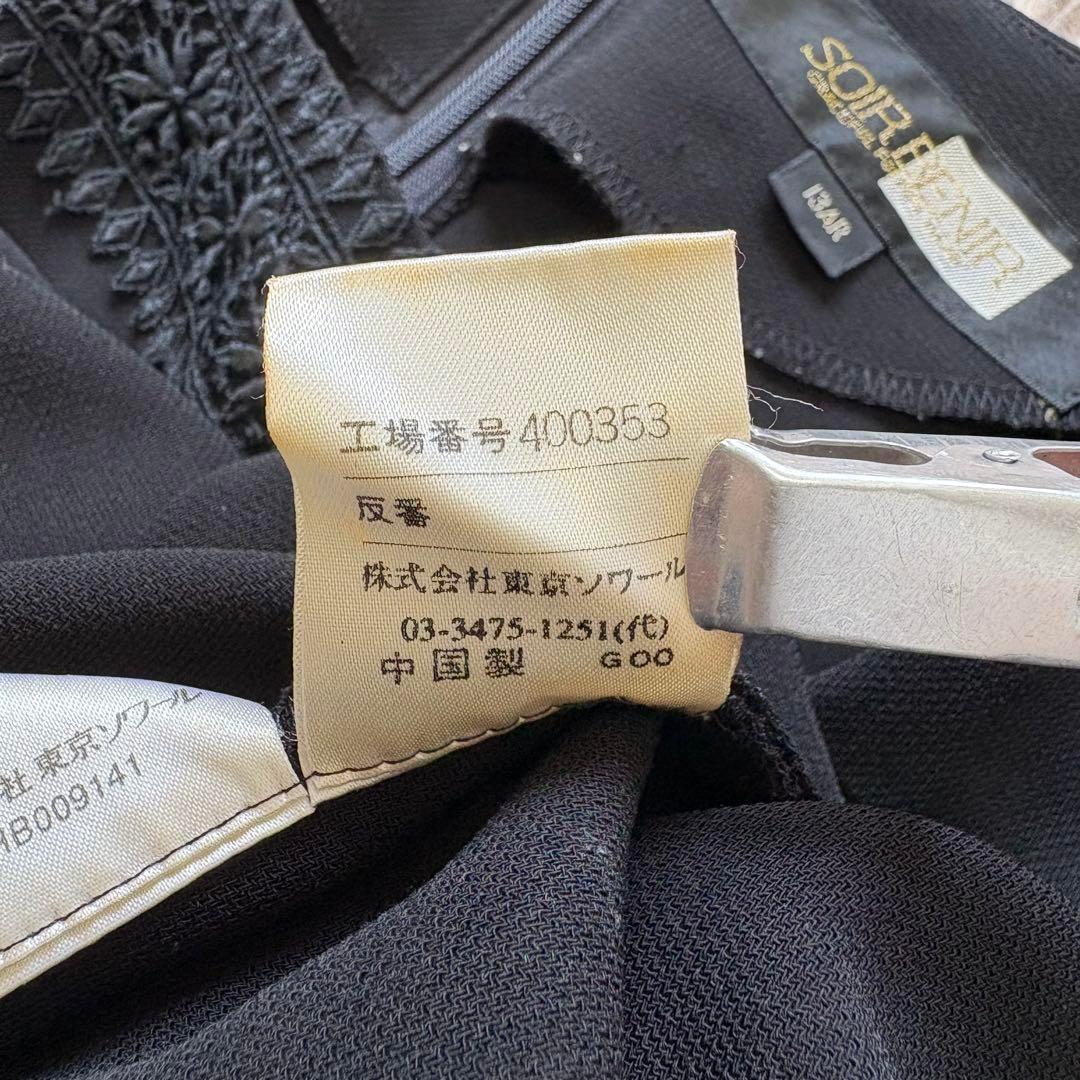 SOIR BENIR
13AR
工場番号400353
反番
株式会社東京ソワール
03-3475-1251(代)
中国製 GOO
社 東京ソワール
HB009141